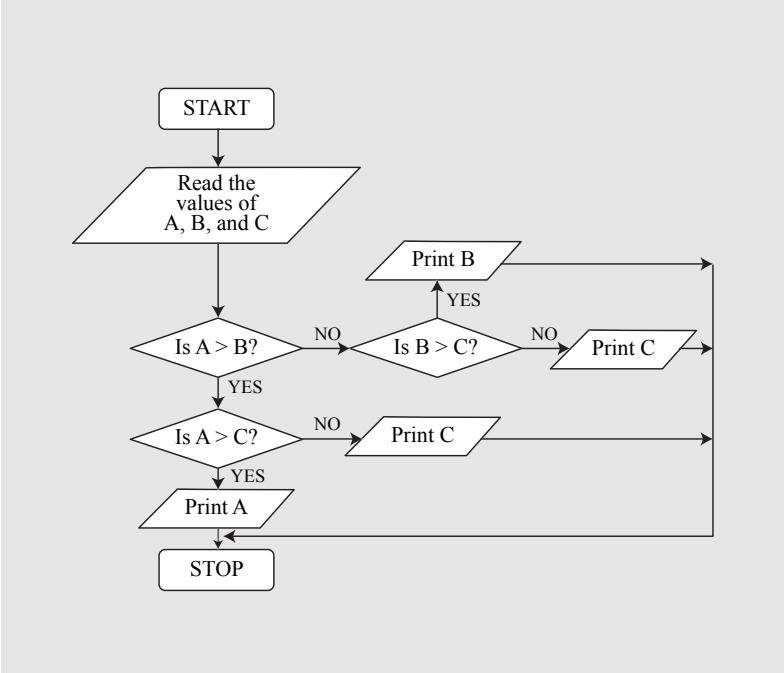 START
Read the
values of
A, B, and C
Print B
YES
Is A > B?
NO
Is B > C?
NO
Print C
YES
Is A > C?
NO
Print C
YES
Print A
STOP